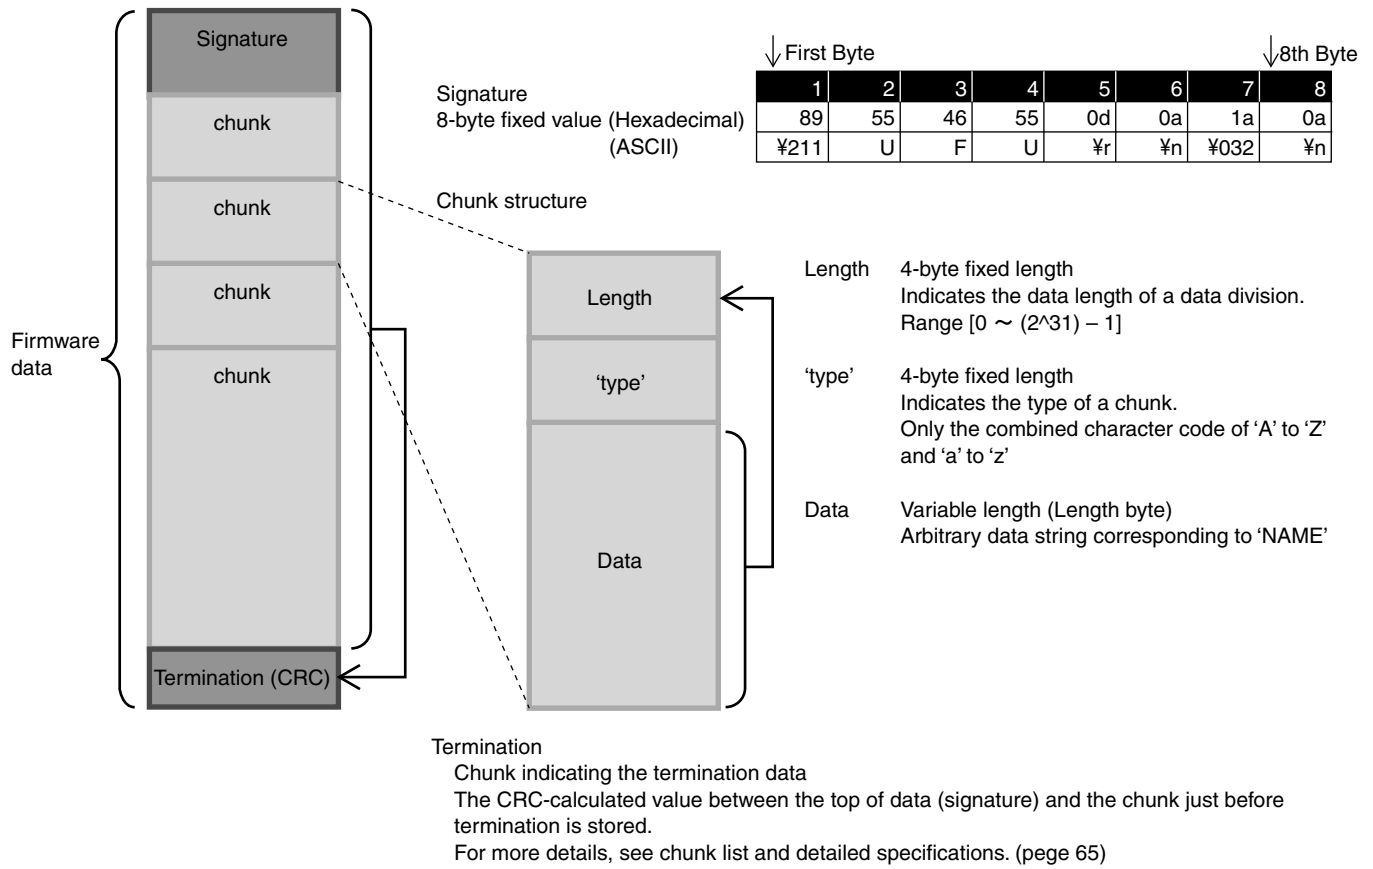 Signature
chunk
chunk
chunk
chunk
Termination (CRC)
Firmware
data
First Byte
8th Byte
Signature
8-byte fixed value (Hexadecimal)
(ASCII)
1 2 3 4 5 6 7 8
89 55 46 55 0d 0a 1a 0a
¥211 U F U ¥r ¥n ¥032 ¥n
Chunk structure
Length
‘type’
Data
Length 4-byte fixed length
Indicates the data length of a data division.
Range [0 ～ (2^31) – 1]
‘type’ 4-byte fixed length
Indicates the type of a chunk.
Only the combined character code of ‘A’ to ‘Z’
and ‘a’ to ‘z’
Data Variable length (Length byte)
Arbitrary data string corresponding to ‘NAME’
Termination
Chunk indicating the termination data
The CRC-calculated value between the top of data (signature) and the chunk just before
termination is stored.
For more details, see chunk list and detailed specifications. (pege 65)